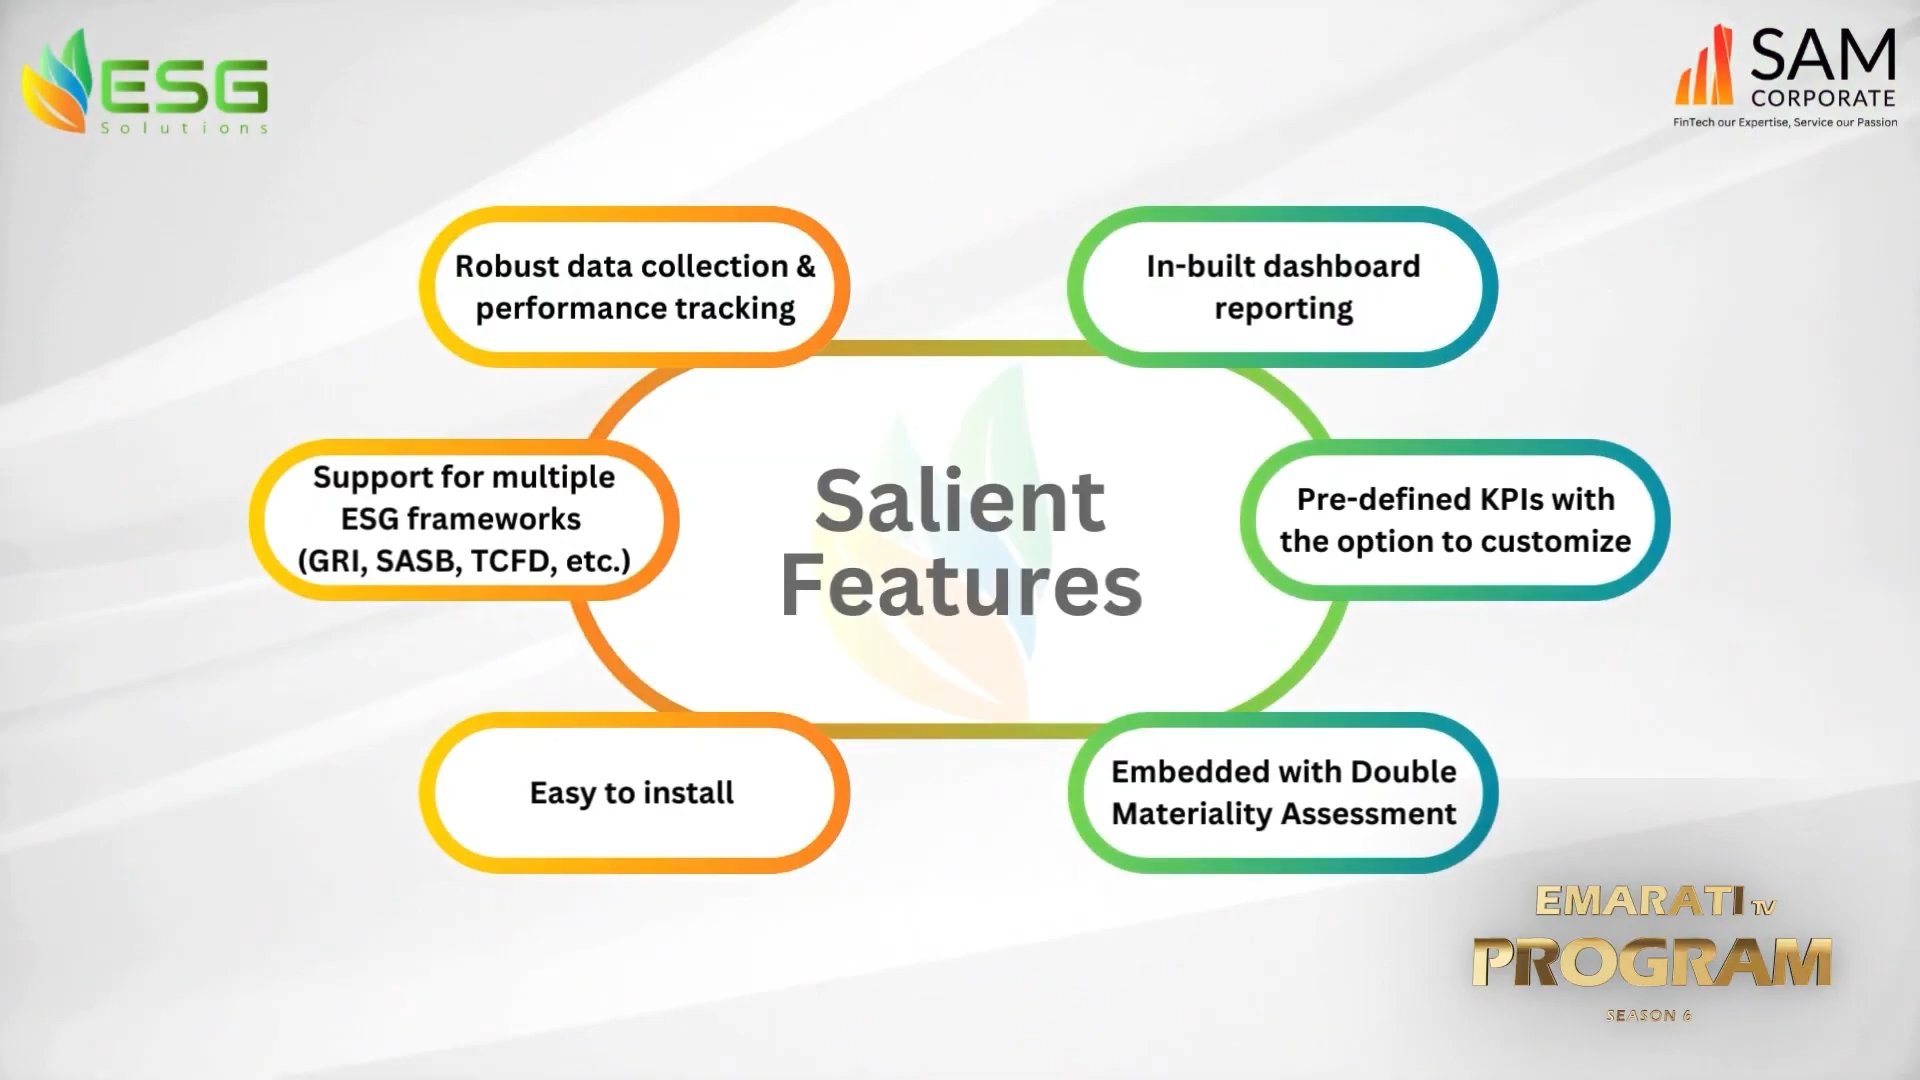 ESG
Solutions
SAM
CORPORATE
FinTech our Expertise, Service our Passion
Robust data collection &
performance tracking
In-built dashboard
reporting
Support for multiple
ESG frameworks
(GRI, SASB, TCFD, etc.)
Salient
Features
Pre-defined KPIs with
the option to customize
Easy to install
Embedded with Double
Materiality Assessment
EMARATI TV
PROGRAM
SEASON 6